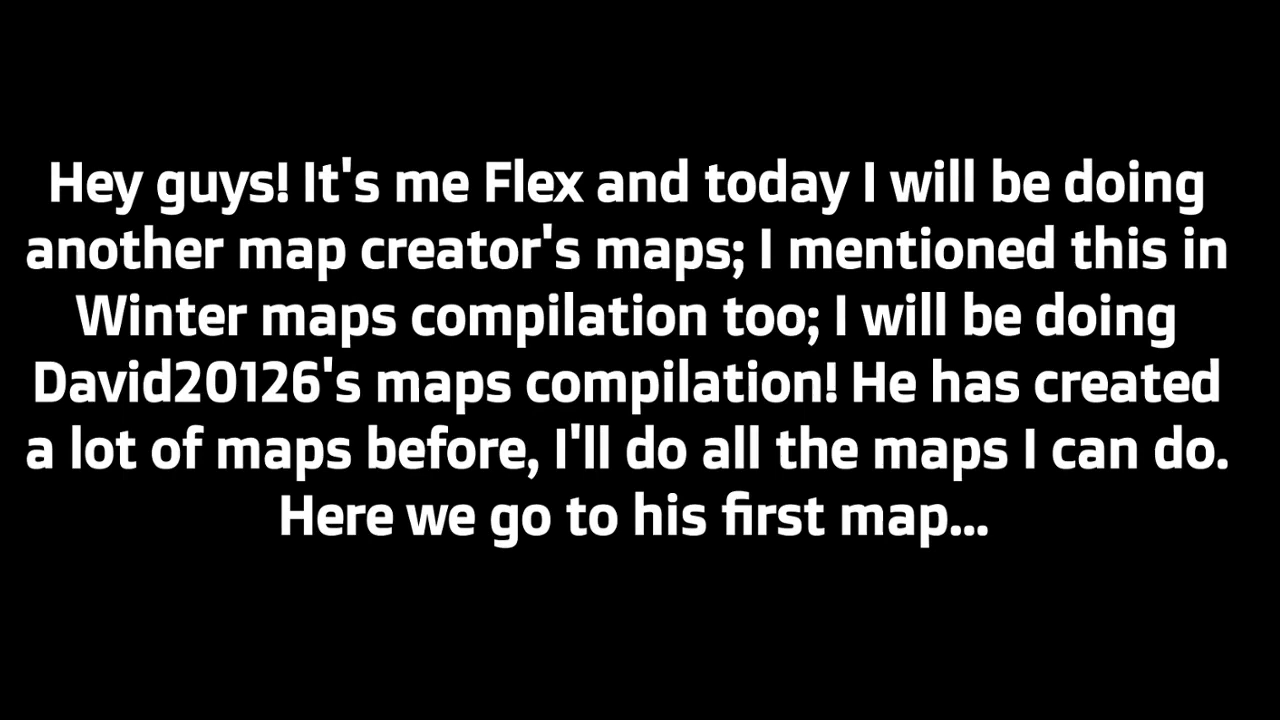 Hey guys! It's me Flex and today I will be doing
another map creator's maps; I mentioned this in
Winter maps compilation too; I will be doing
David20126's maps compilation! He has created
a lot of maps before, I'll do all the maps I can do.
Here we go to his first map...